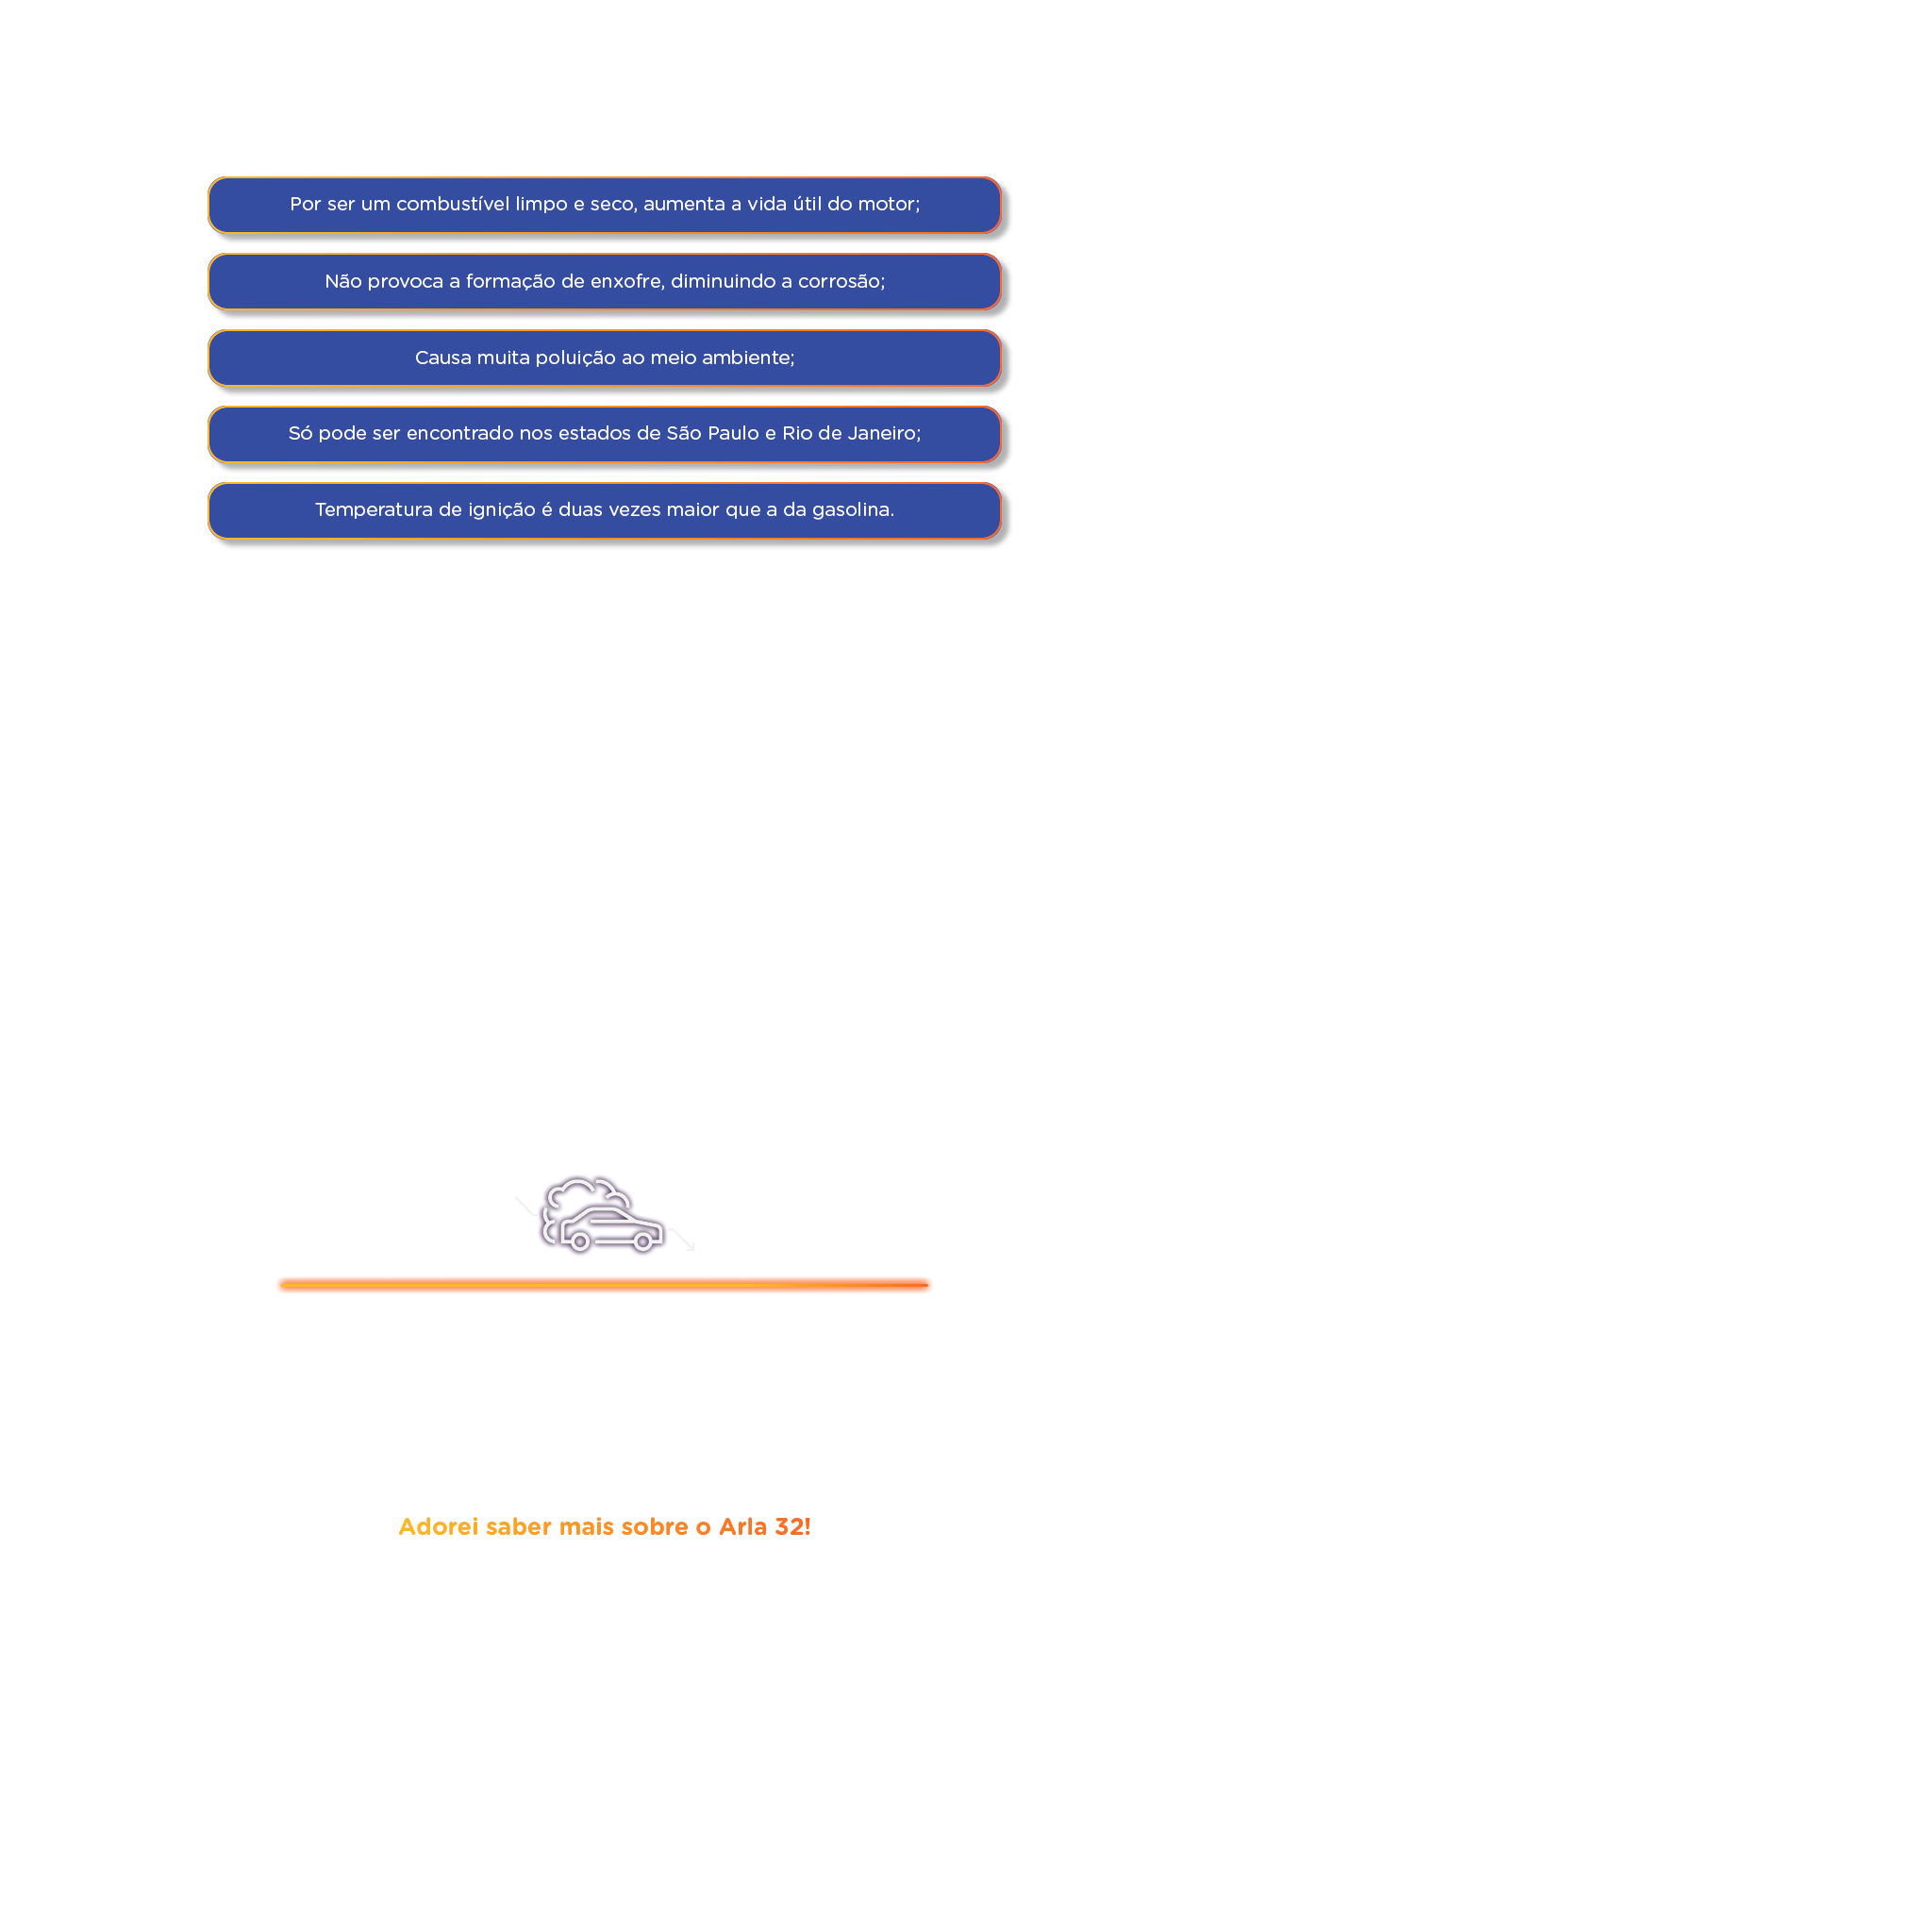 Por ser um combustível limpo e seco, aumenta a vida útil do motor;
Não provoca a formação de enxofre, diminuindo a corrosão;
Causa muita poluição ao meio ambiente;
Só pode ser encontrado nos estados de São Paulo e Rio de Janeiro;
Temperatura de ignição é duas vezes maior que a da gasolina.
Adorei saber mais sobre o Arla 32!